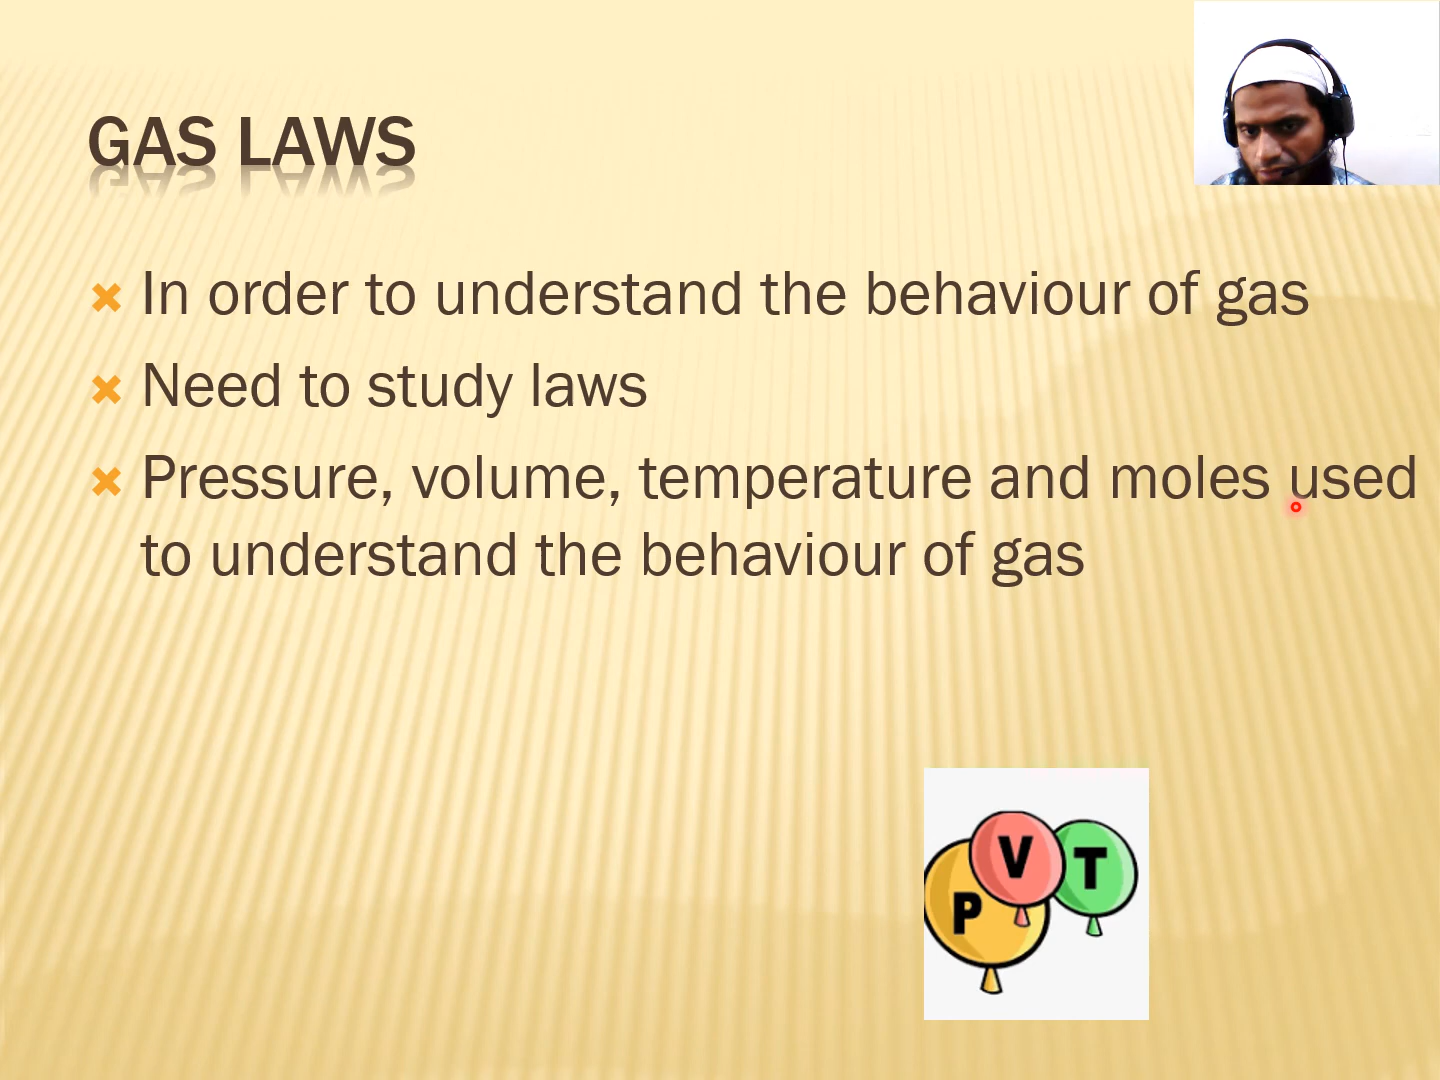 GAS LAWS
In order to understand the behaviour of gas
Need to study laws
Pressure, volume, temperature and moles used
to understand the behaviour of gas
P V T